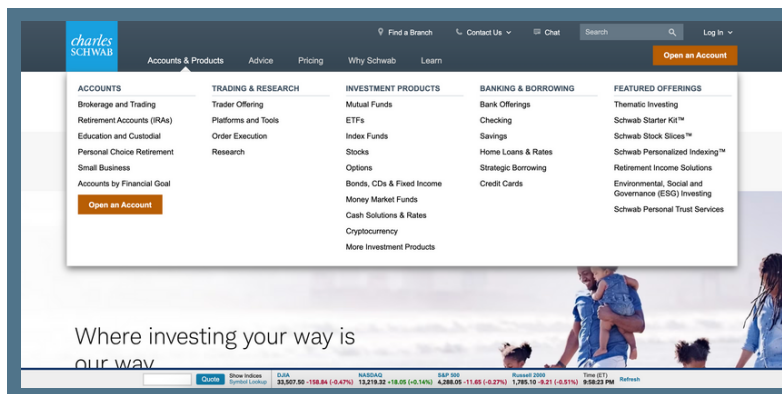 charles
SCHWAB
Find a Branch
Contact Us
Chat
Search
Log In
Accounts & Products
Advice
Pricing
Why Schwab
Learn
Open an Account
ACCOUNTS
Brokerage and Trading
Retirement Accounts (IRAs)
Education and Custodial
Personal Choice Retirement
Small Business
Accounts by Financial Goal
Open an Account
TRADING & RESEARCH
Trader Offering
Platforms and Tools
Order Execution
Research
INVESTMENT PRODUCTS
Mutual Funds
ETFs
Index Funds
Stocks
Options
Bonds, CDs & Fixed Income
Money Market Funds
Cash Solutions & Rates
Cryptocurrency
More Investment Products
BANKING & BORROWING
Bank Offerings
Checking
Savings
Home Loans & Rates
Strategic Borrowing
Credit Cards
FEATURED OFFERINGS
Thematic Investing
Schwab Starter Kit™
Schwab Stock Slices™
Schwab Personalized Indexing™
Retirement Income Solutions
Environmental, Social and
Governance (ESG) Investing
Schwab Personal Trust Services
Where investing your way is
our way
Quote
Show Indices
Symbol Lookup
DJIA
33,507.50 -158.84 (-0.47%)
NASDAQ
13,219.32 +18.05 (+0.14%)
S&P 500
4,288.05 -11.65 (-0.27%)
Russell 2000
1,785.10 -9.21 (-0.51%)
Time (ET)
9:58:23 PM
Refresh